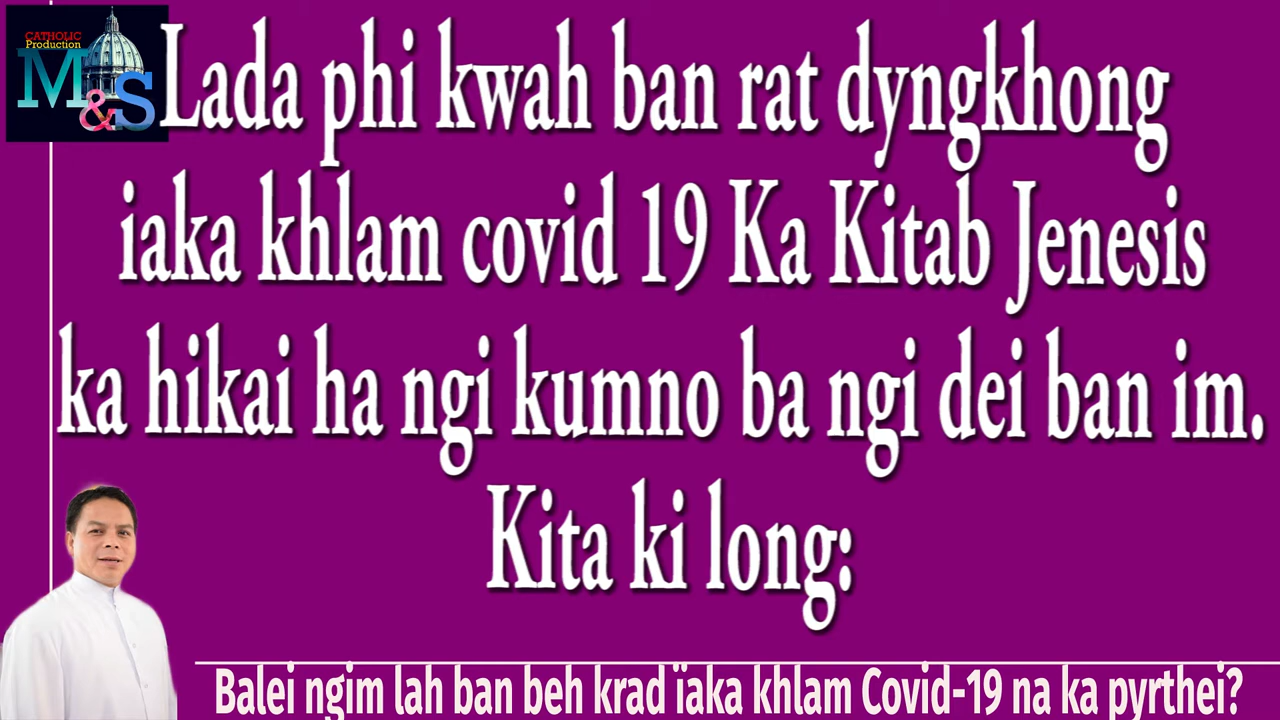 CATHOLIC
Production
M&S
Lada phi kwah ban rat dyngkhong
iaka khlam covid 19 Ka Kitab Jenesis
ka hikai ha ngi kumno ba ngi dei ban im.
Kita ki long:
Balei ngim lah ban beh krad ïaka khlam Covid-19 na ka pyrthei?